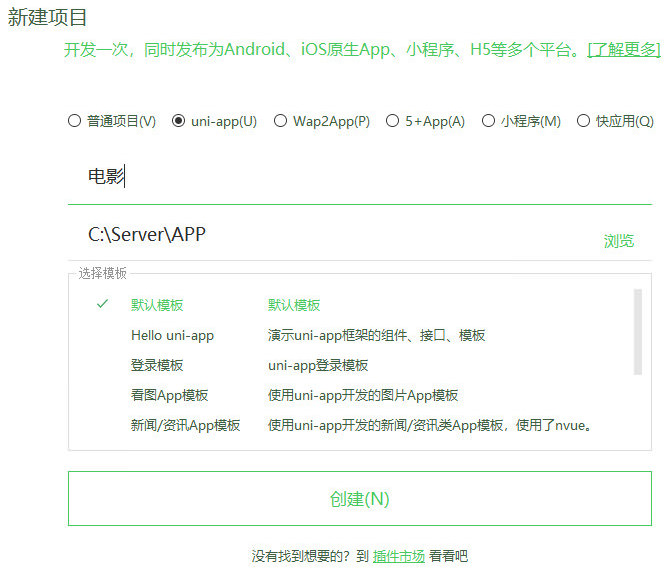 新建项目
开发一次，同时发布为Android、iOS原生App、小程序、H5等多个平台。[了解更多]
普通项目(V) uni-app(U) Wap2App(P) 5+App(A) 小程序(M) 快应用(Q)
电影
C:\Server\APP 浏览
选择模板
默认模板 默认模板
Hello uni-app 演示uni-app框架的组件、接口、模板
登录模板 uni-app登录模板
看图App模板 使用uni-app开发的图片App模板
新闻/资讯App模板 使用uni-app开发的新闻/资讯类App模板，使用了nvue。
创建(N)
没有找到想要的？到 插件市场 看看吧